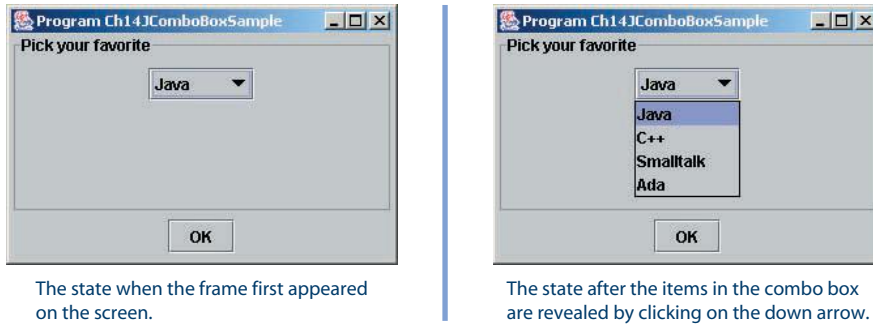 Program Ch14JComboBoxSample
Pick your favorite
Java
OK
The state when the frame first appeared
on the screen.
Program Ch14JComboBoxSample
Pick your favorite
Java
Java
C++
Smalltalk
Ada
OK
The state after the items in the combo box
are revealed by clicking on the down arrow.